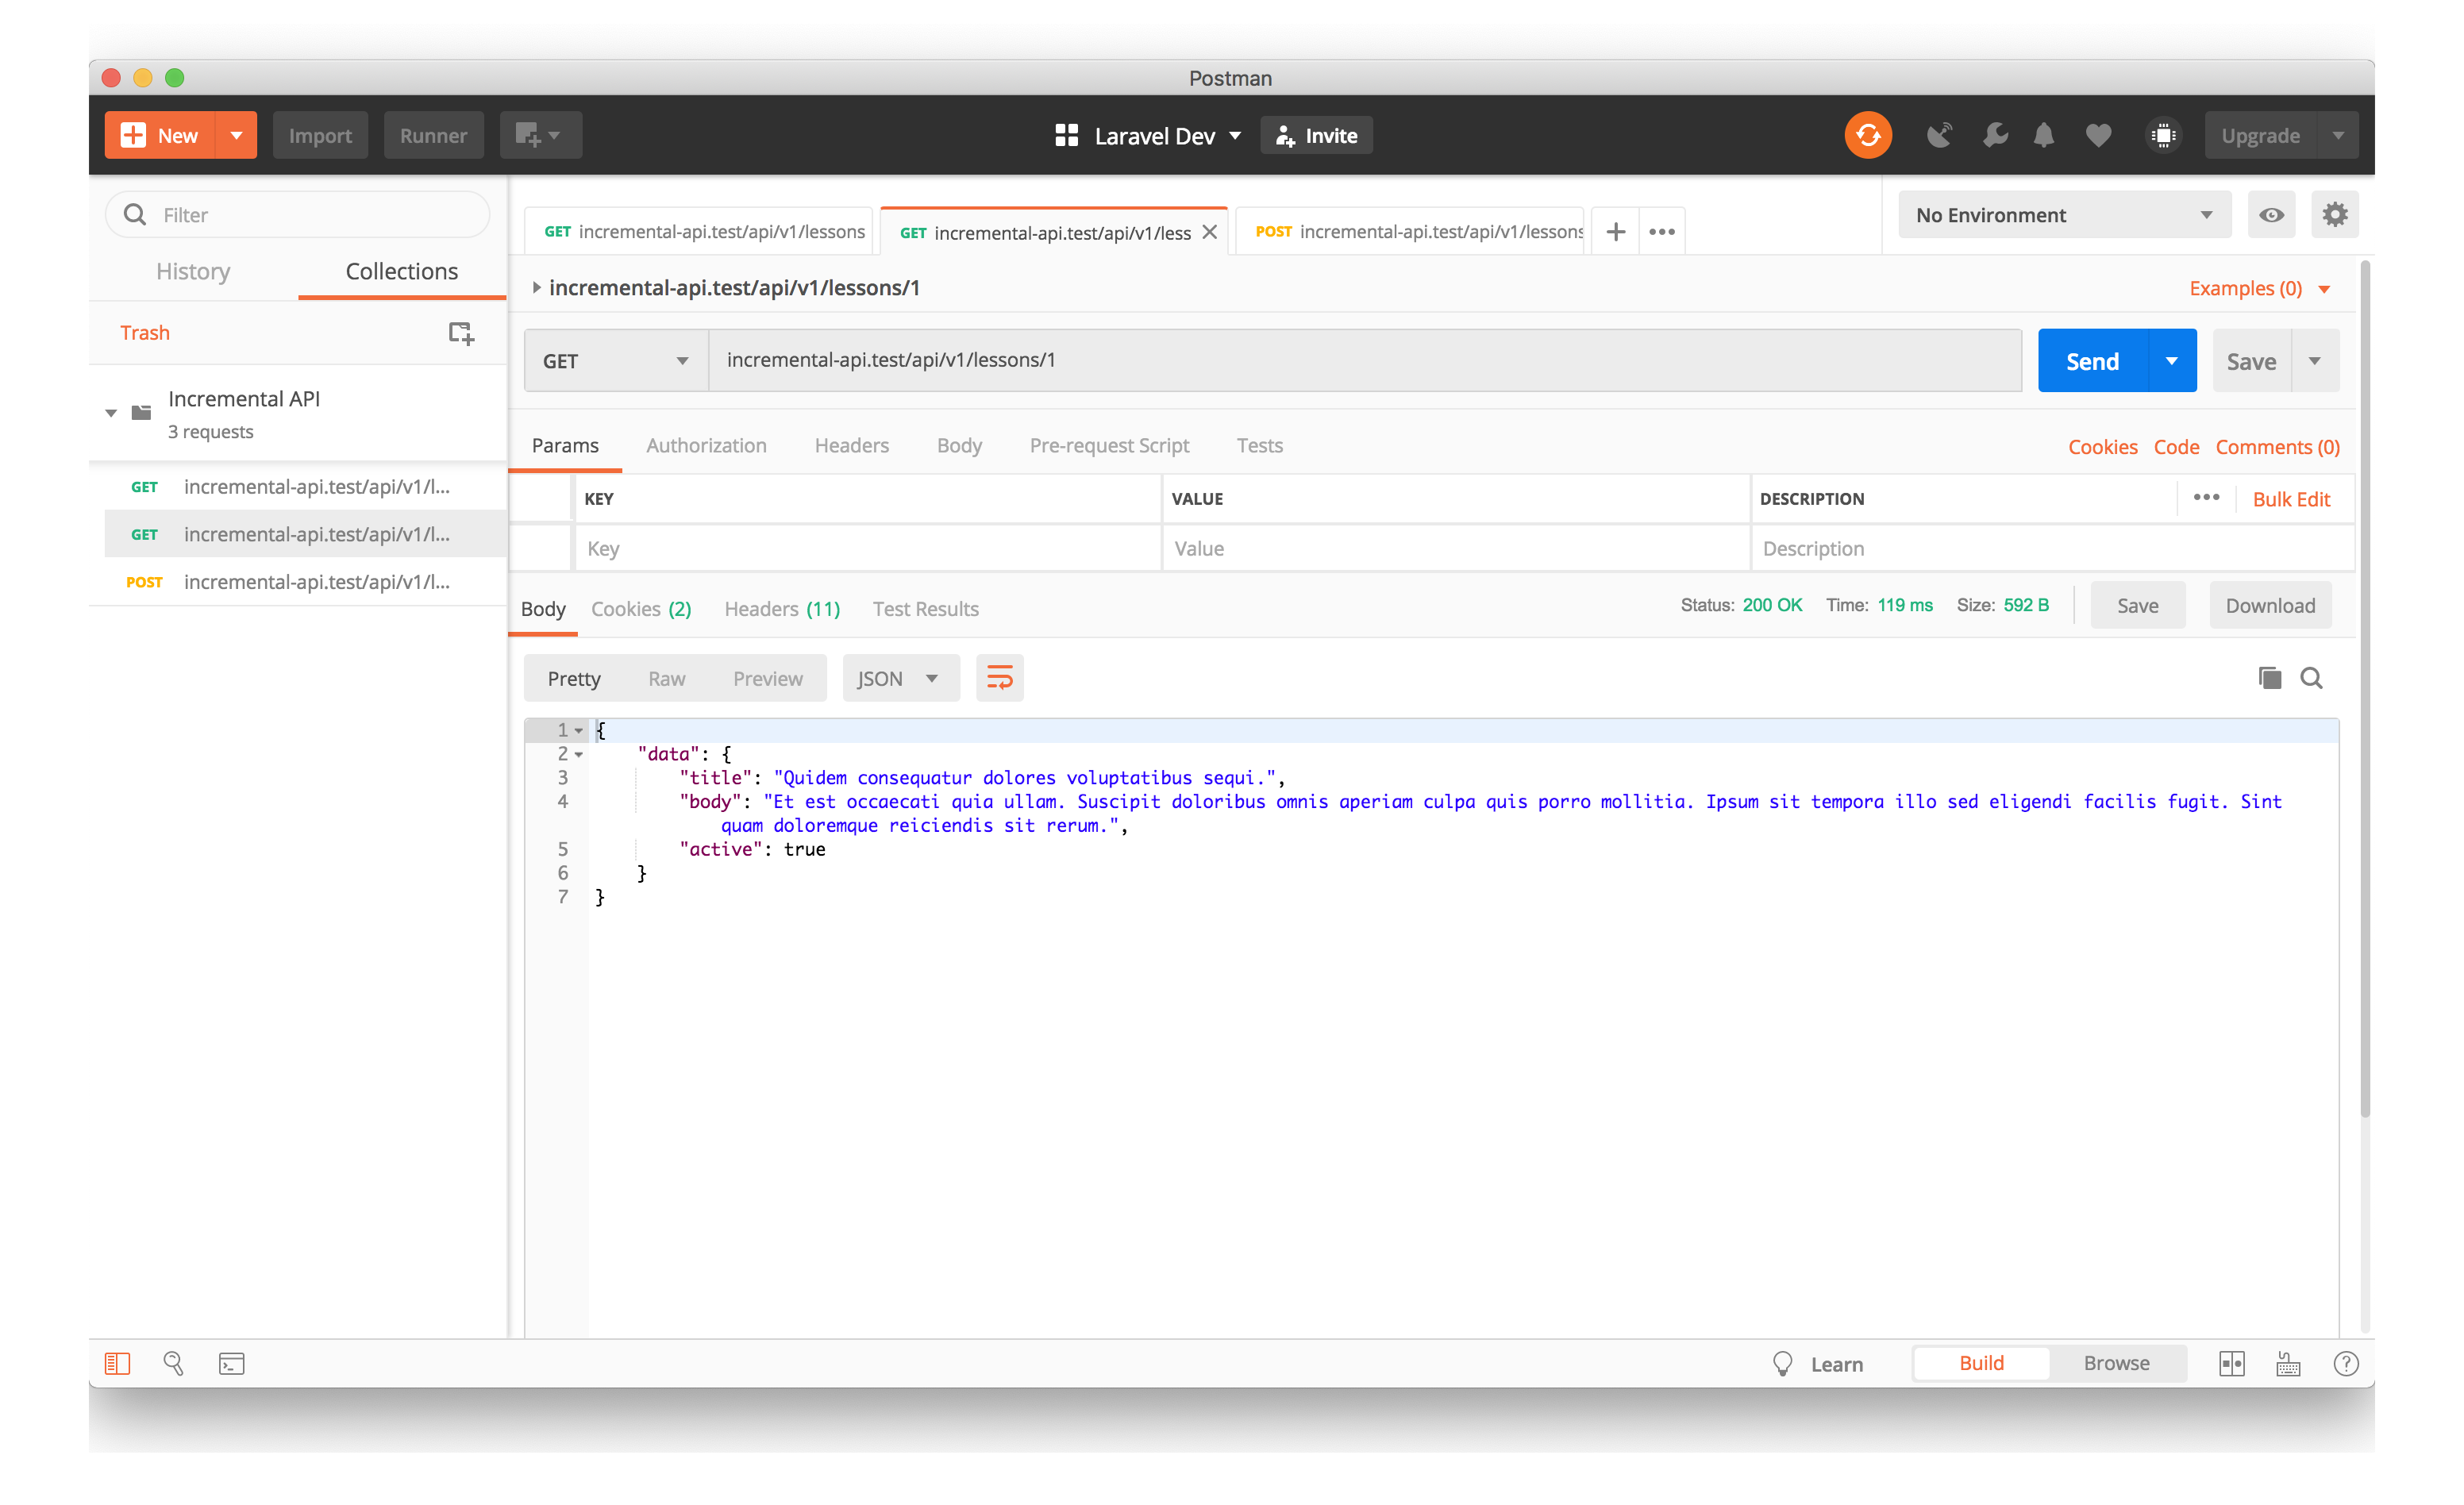 Postman
New
Import
Runner
Laravel Dev
Invite
Upgrade
Filter
History
Collections
Trash
Incremental API
3 requests
GET incremental-api.test/api/v1/l...
GET incremental-api.test/api/v1/l...
POST incremental-api.test/api/v1/l...
GET incremental-api.test/api/v1/lessons
GET incremental-api.test/api/v1/less
POST incremental-api.test/api/v1/lessons
No Environment
incremental-api.test/api/v1/lessons/1
Examples (0)
GET
incremental-api.test/api/v1/lessons/1
Send
Save
Params
Authorization
Headers
Body
Pre-request Script
Tests
Cookies
Code
Comments (0)
KEY
VALUE
DESCRIPTION
Bulk Edit
Key
Value
Description
Body
Cookies (2)
Headers (11)
Test Results
Status: 200 OK
Time: 119 ms
Size: 592 B
Save
Download
Pretty
Raw
Preview
JSON
1 {
2 "data": {
3 "title": "Quidem consequatur dolores voluptatibus sequi.",
4 "body": "Et est occaecati quia ullam. Suscipit doloribus omnis aperiam culpa quis porro mollitia. Ipsum sit tempora illo sed eligendi facilis fugit. Sint
quam doloremque reiciendis sit rerum.",
5 "active": true
6 }
7 }
Learn
Build
Browse